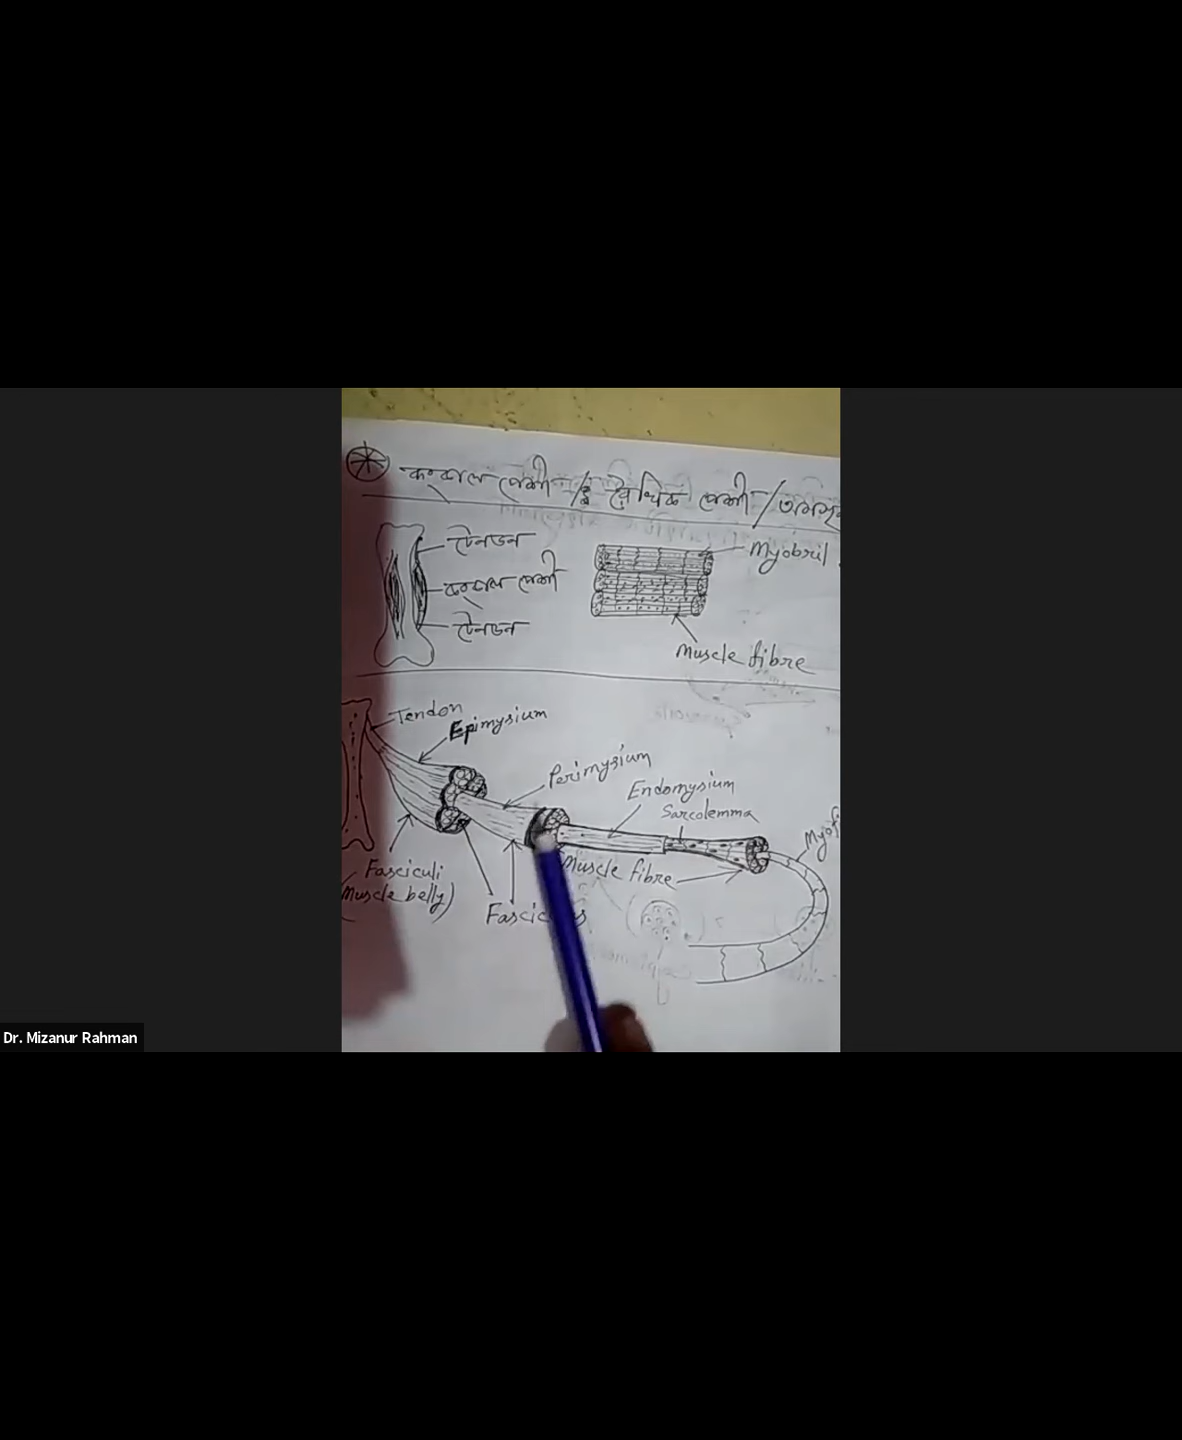 কংকাল পেশী / ঐচ্ছিক পেশী /
টেনডন
কংকাল পেশী
টেনডন
Myobril
Muscle fibre
Tendon
Epimysium
Perimysium
Endomysium
Sarcolemma
Muscle fibre
Fasciculi
(Muscle belly)
Dr. Mizanur Rahman